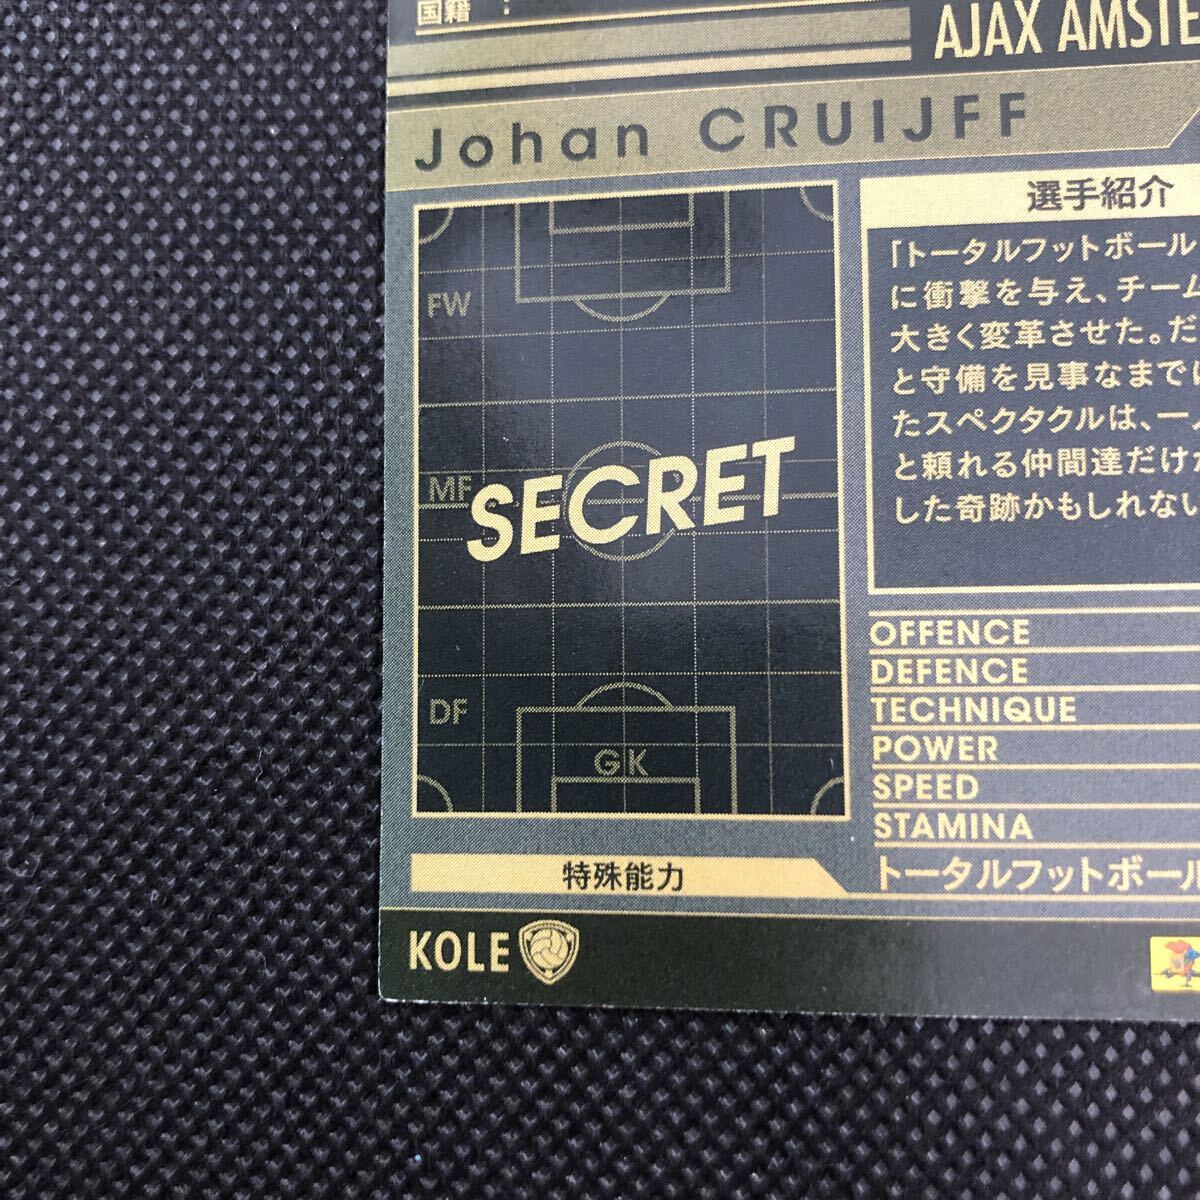 国籍 :
AJAX AMSTE
Johan CRUIJFF
選手紹介
「トータルフットボール
に衝撃を与え、チーム
大きく変革させた。だ
と守備を見事なまでに
たスペクタクルは、一人
と頼れる仲間達だけが
した奇跡かもしれない
FW
MF
SECRET
DF
GK
OFFENCE
DEFENCE
TECHNIQUE
POWER
SPEED
STAMINA
特殊能力
トータルフットボール
KOLE